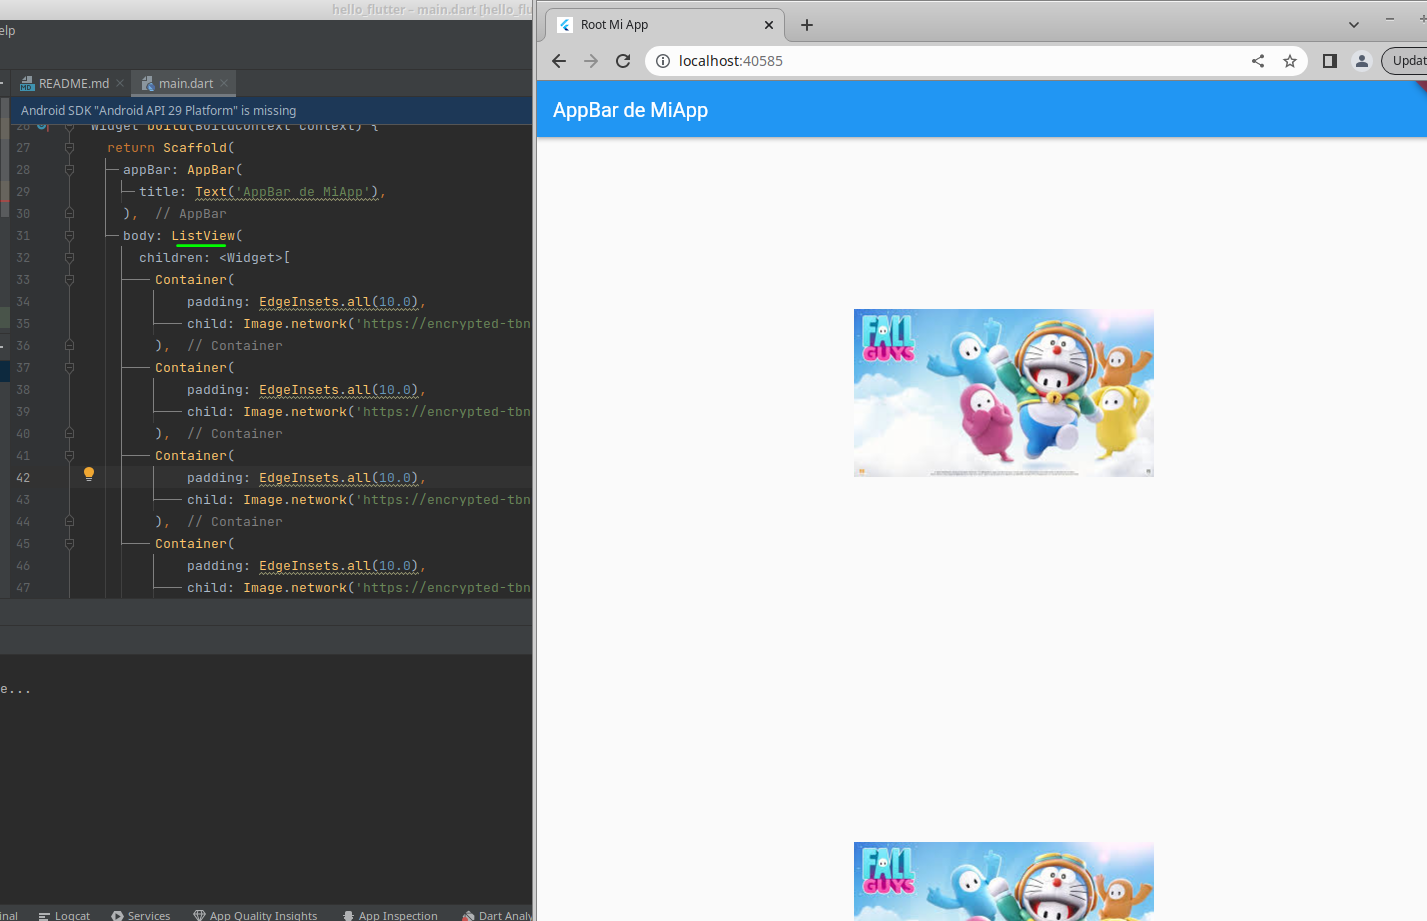 hello_flutter – main.dart [hello_flu
elp
README.md
main.dart
Android SDK "Android API 29 Platform" is missing
26 Widget build(BuildContext context) {
27 return Scaffold(
28 appBar: AppBar(
29 title: Text('AppBar de MiApp'),
30 ), // AppBar
31 body: ListView(
32 children: <Widget>[
33 Container(
34 padding: EdgeInsets.all(10.0),
35 child: Image.network('https://encrypted-tbn
36 ), // Container
37 Container(
38 padding: EdgeInsets.all(10.0),
39 child: Image.network('https://encrypted-tbn
40 ), // Container
41 Container(
42 padding: EdgeInsets.all(10.0),
43 child: Image.network('https://encrypted-tbn
44 ), // Container
45 Container(
46 padding: EdgeInsets.all(10.0),
47 child: Image.network('https://encrypted-tbn
e...
inal Logcat Services App Quality Insights App Inspection Dart Analy
Root Mi App
localhost:40585
Updat
AppBar de MiApp
FALL
GUYS
FALL
GUYS